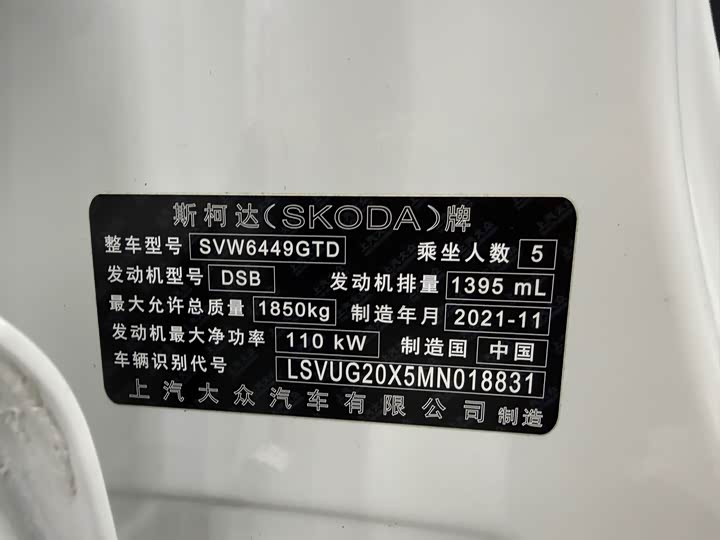 斯柯达(SKODA)牌
整车型号 SVW6449GTD 乘坐人数 5
发动机型号 DSB 发动机排量 1395 mL
最大允许总质量 1850kg 制造年月 2021-11
发动机最大净功率 110 kW 制造国 中国
车辆识别代号 LSVUG20X5MN018831
上汽大众汽车有限公司 制造